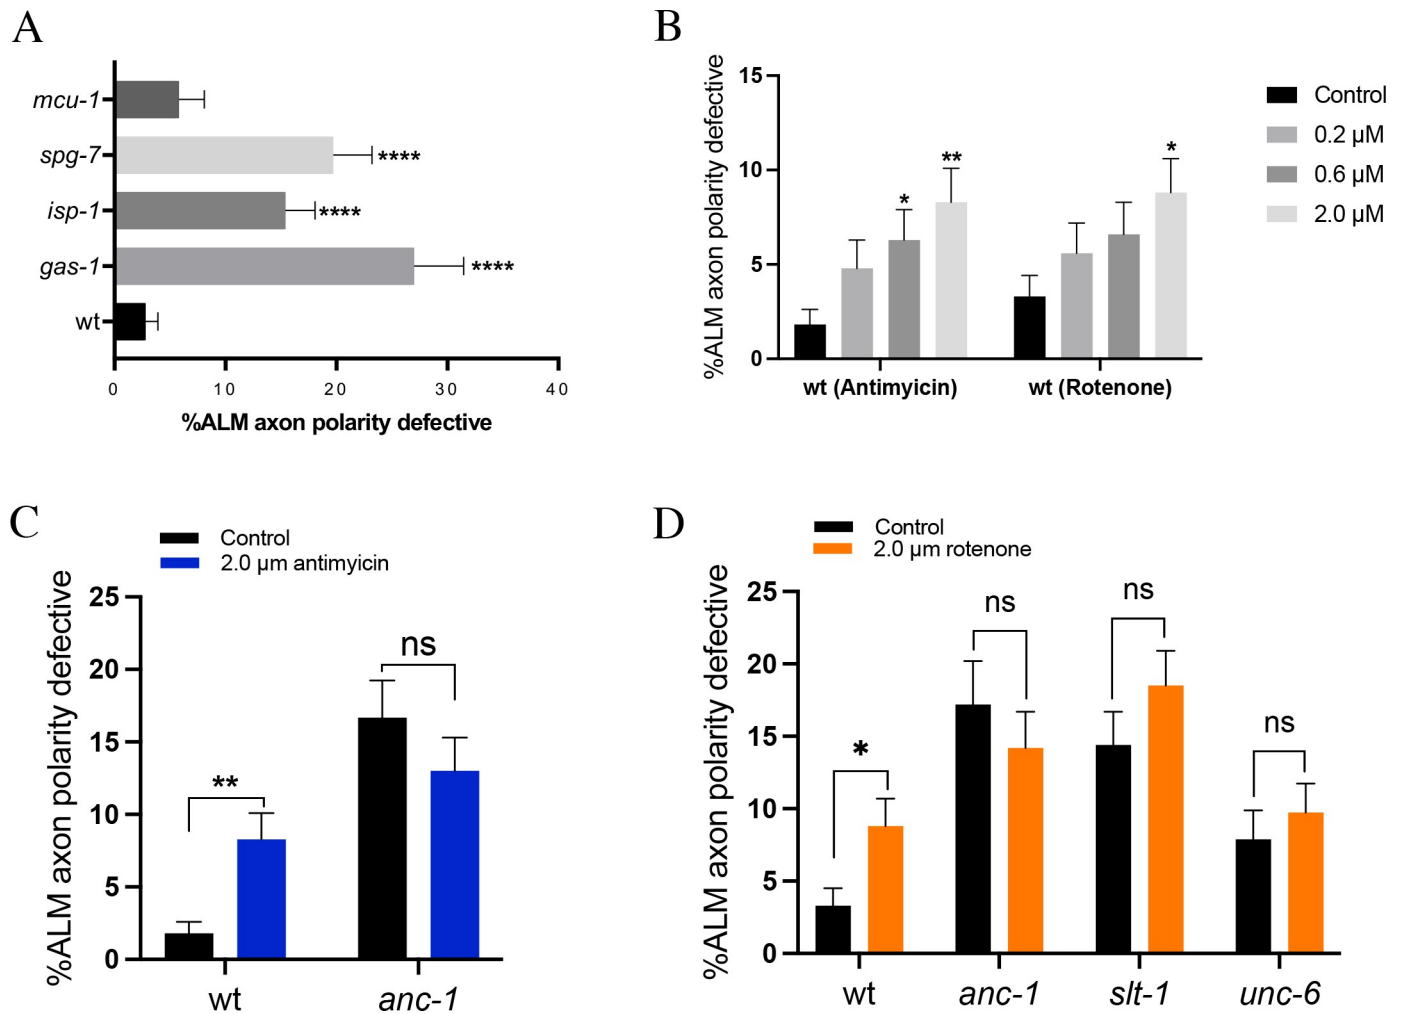 A
mcu-1
spg-7
****
isp-1
****
gas-1
****
wt
0 10 20 30 40
%ALM axon polarity defective
B
%ALM axon polarity defective
15
10
5
0
*
**
*
wt (Antimyicin)
wt (Rotenone)
Control
0.2 µM
0.6 µM
2.0 µM
C
Control
2.0 µm antimyicin
%ALM axon polarity defective
25
20
15
10
5
0
**
ns
wt
anc-1
D
Control
2.0 µm rotenone
%ALM axon polarity defective
25
20
15
10
5
0
*
ns
ns
ns
wt
anc-1
slt-1
unc-6